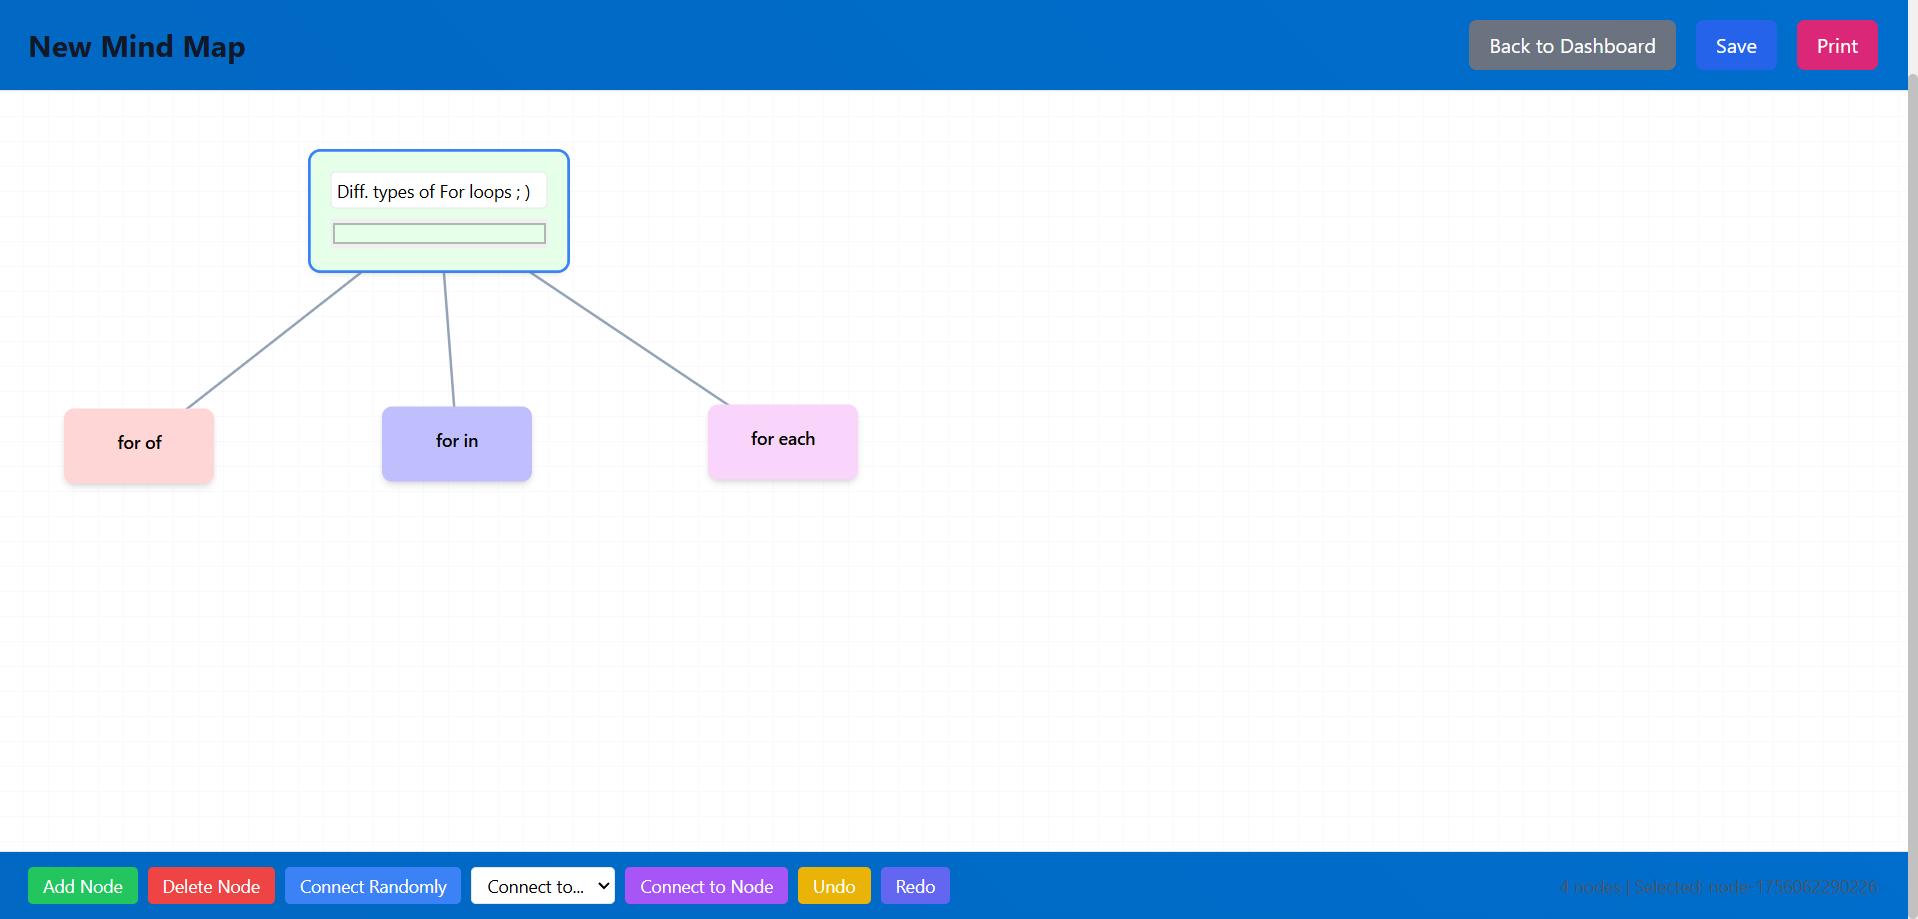 New Mind Map
Back to Dashboard
Save
Print
Diff. types of For loops ; )
for of
for in
for each
Add Node
Delete Node
Connect Randomly
Connect to...
Connect to Node
Undo
Redo
4 nodes | Selected: node-1756062290226